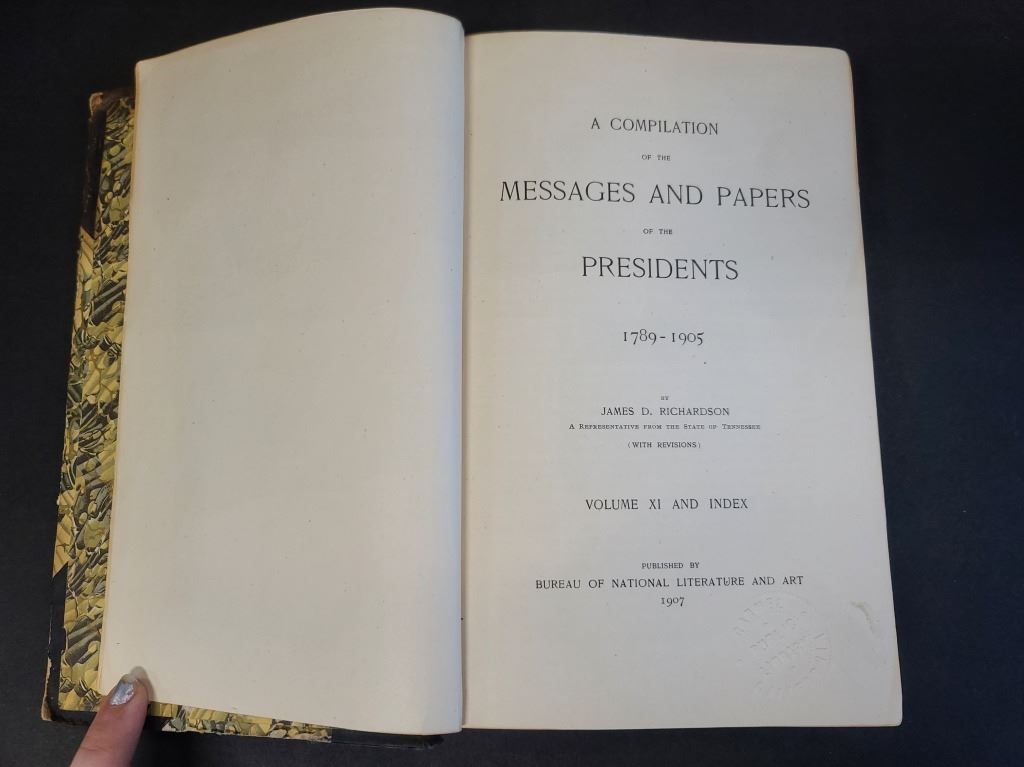 A COMPILATION
OF THE
MESSAGES AND PAPERS
OF THE
PRESIDENTS
1789-1905
BY
JAMES D. RICHARDSON
A REPRESENTATIVE FROM THE STATE OF TENNESSEE
(WITH REVISIONS)
VOLUME XI AND INDEX
PUBLISHED BY
BUREAU OF NATIONAL LITERATURE AND ART
1907